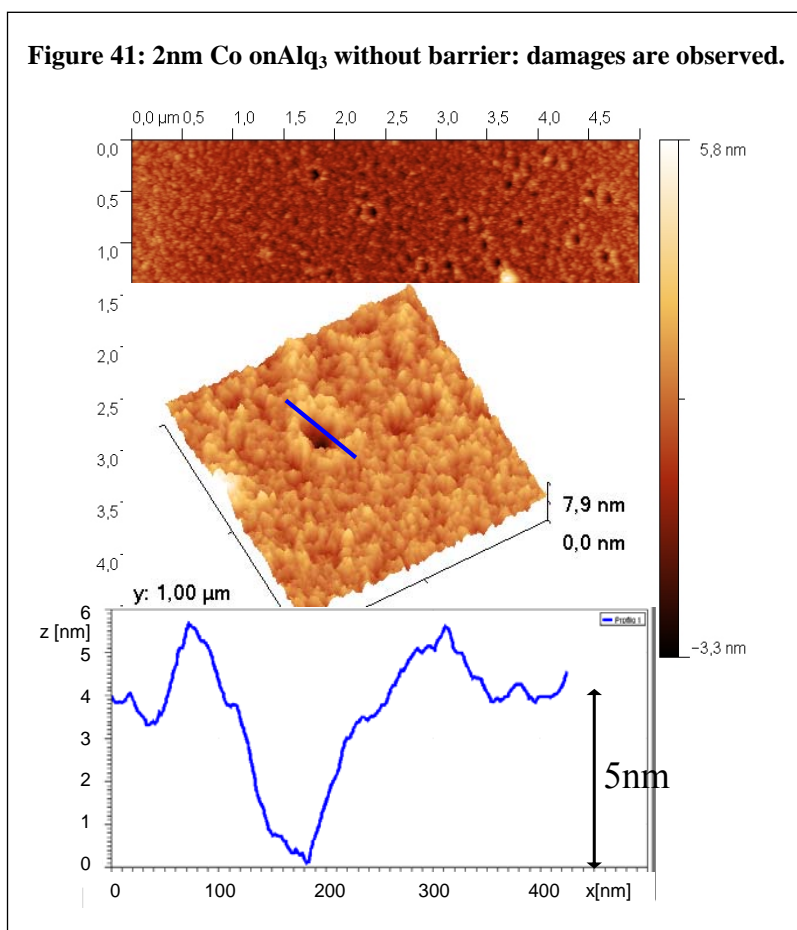 Figure 41: 2nm Co onAlq3 without barrier: damages are observed.
0,0 µm 0,5 1,0 1,5 2,0 2,5 3,0 3,5 4,0 4,5
0,0
0,5
1,0
1,5
2,0
2,5
3,0
3,5
4,0
5,8 nm
−3,3 nm
7,9 nm
0,0 nm
y: 1,00 µm
z [nm]
6
5
4
3
2
1
0
Profile 1
5nm
0 100 200 300 400 x[nm]